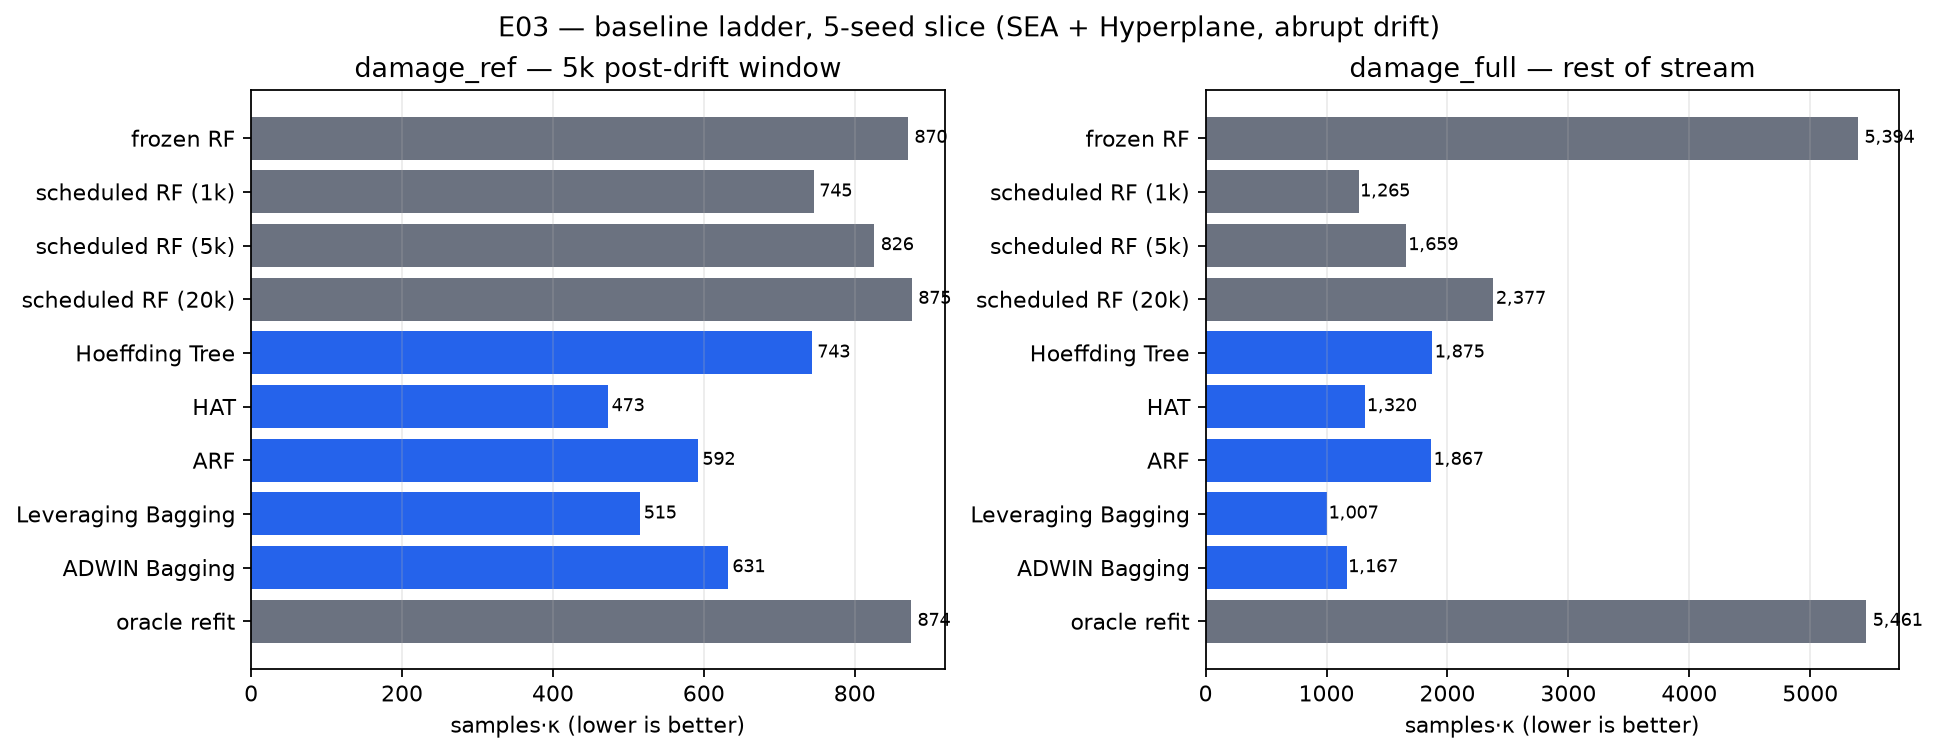 E03 — baseline ladder, 5-seed slice (SEA + Hyperplane, abrupt drift)
damage_ref — 5k post-drift window
frozen RF 870
scheduled RF (1k) 745
scheduled RF (5k) 826
scheduled RF (20k) 875
Hoeffding Tree 743
HAT 473
ARF 592
Leveraging Bagging 515
ADWIN Bagging 631
oracle refit 874
0 200 400 600 800
samples·κ (lower is better)
damage_full — rest of stream
frozen RF 5,394
scheduled RF (1k) 1,265
scheduled RF (5k) 1,659
scheduled RF (20k) 2,377
Hoeffding Tree 1,875
HAT 1,320
ARF 1,867
Leveraging Bagging 1,007
ADWIN Bagging 1,167
oracle refit 5,461
0 1000 2000 3000 4000 5000
samples·κ (lower is better)